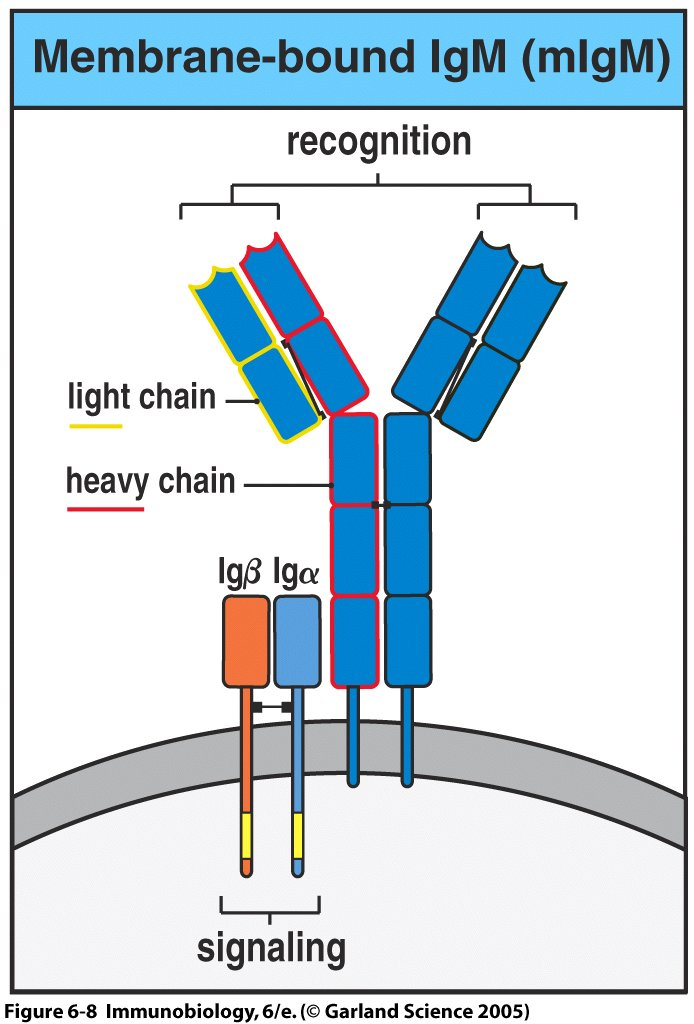 Membrane-bound IgM (mIgM)
recognition
light chain
heavy chain
Igβ Igα
signaling
Figure 6-8 Immunobiology, 6/e. (© Garland Science 2005)